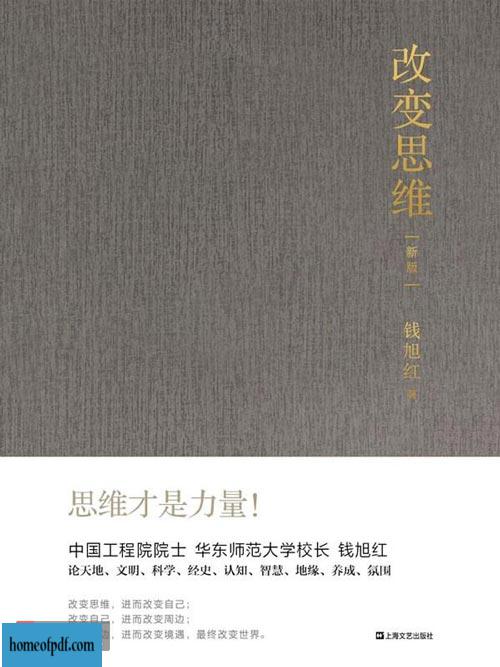 改变思维
新版
钱旭红 著
思维才是力量！
中国工程院院士 华东师范大学校长 钱旭红
论天地、文明、科学、经史、认知、智慧、地缘、养成、氛围
改变思维，进而改变自己；
改变自己，进而改变周边；
边，进而改变境遇，最终改变世界。
上海文艺出版社
homeofpdf.com